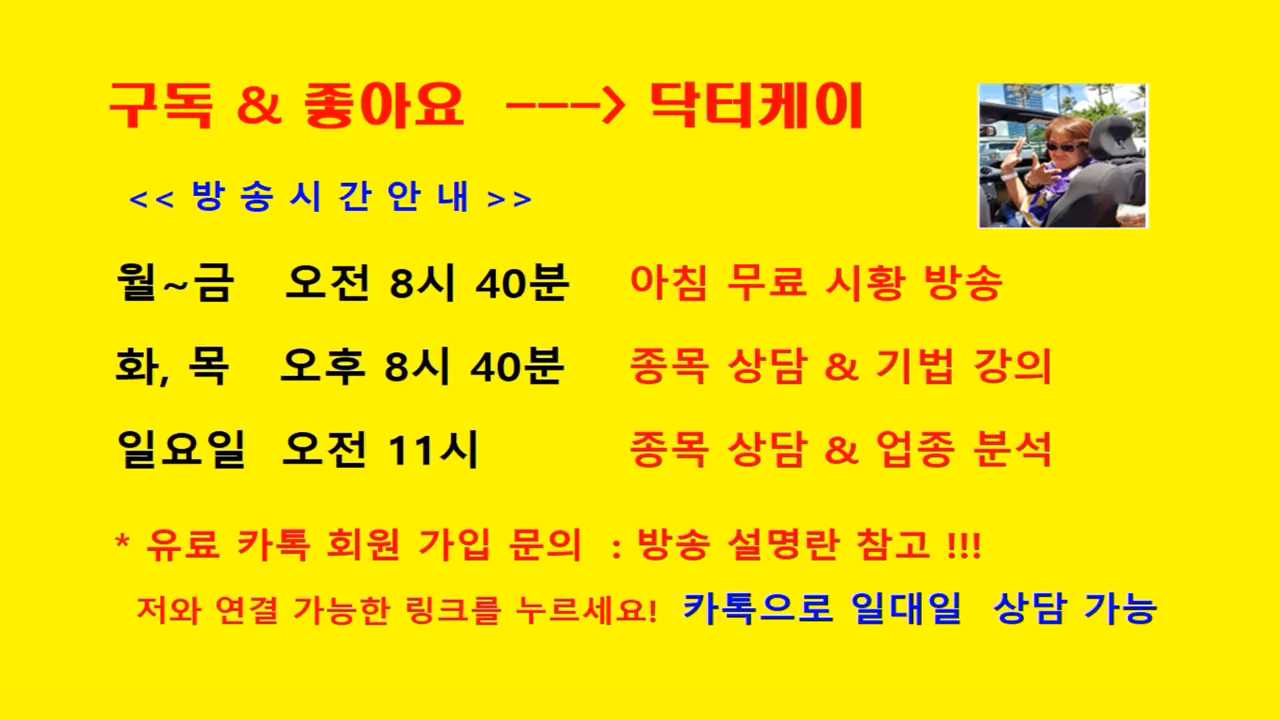 구독 & 좋아요 ---> 닥터케이
<< 방 송 시 간 안 내 >>
월~금 오전 8시 40분 아침 무료 시황 방송
화, 목 오후 8시 40분 종목 상담 & 기법 강의
일요일 오전 11시 종목 상담 & 업종 분석
* 유료 카톡 회원 가입 문의 : 방송 설명란 참고 !!!
저와 연결 가능한 링크를 누르세요! 카톡으로 일대일 상담 가능